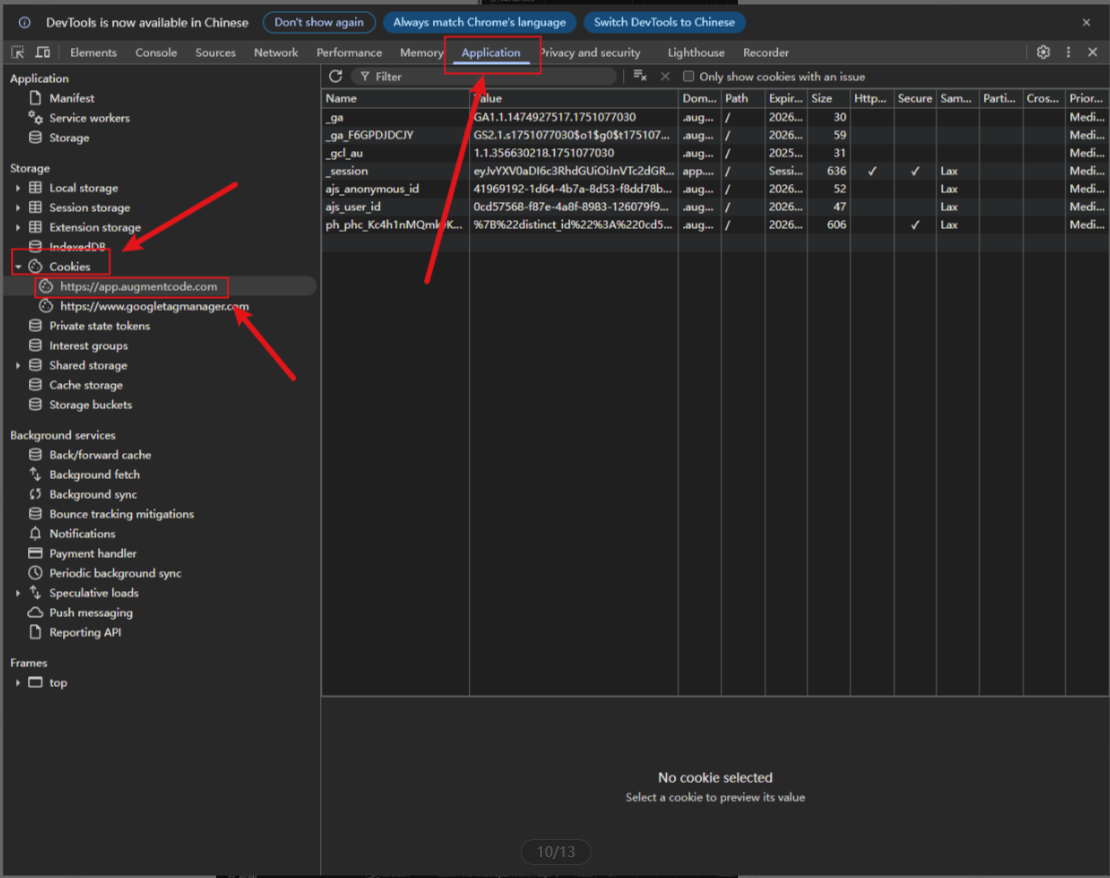 DevTools is now available in Chinese Don't show again Always match Chrome's language Switch DevTools to Chinese
Elements Console Sources Network Performance Memory Application Privacy and security Lighthouse Recorder
Application
Manifest
Service workers
Storage
Storage
Local storage
Session storage
Extension storage
IndexedDB
Cookies
https://app.augmentcode.com
https://www.googletagmanager.com
Private state tokens
Interest groups
Shared storage
Cache storage
Storage buckets
Background services
Back/forward cache
Background fetch
Background sync
Bounce tracking mitigations
Notifications
Payment handler
Periodic background sync
Speculative loads
Push messaging
Reporting API
Frames
top
Filter Only show cookies with an issue
Name Value Dom... Path Expir... Size Http... Secure Sam... Parti... Cros... Prior...
_ga GA1.1.1474927517.1751077030 .aug... / 2026... 30 Medi...
_ga_F6GPDJDCJY GS2.1.s1751077030$o1$g0$t175107... .aug... / 2026... 59 Medi...
_gcl_au 1.1.356630218.1751077030 .aug... / 2025... 31 Medi...
_session eyJvYXV0aDI6c3RhdGUiOiJnVTc2dGR... app.... / Sessi... 636 ✓ ✓ Lax Medi...
ajs_anonymous_id 41969192-1d64-4b7a-8d53-f8dd78b... .aug... / 2026... 52 Lax Medi...
ajs_user_id 0cd57568-f87e-4a8f-8983-126079f9... .aug... / 2026... 47 Lax Medi...
ph_phc_Kc4h1nMQmk​K... %7B%22distinct_id%22%3A%220cd5... .aug... / 2026... 606 ✓ Lax Medi...
No cookie selected
Select a cookie to preview its value
10/13